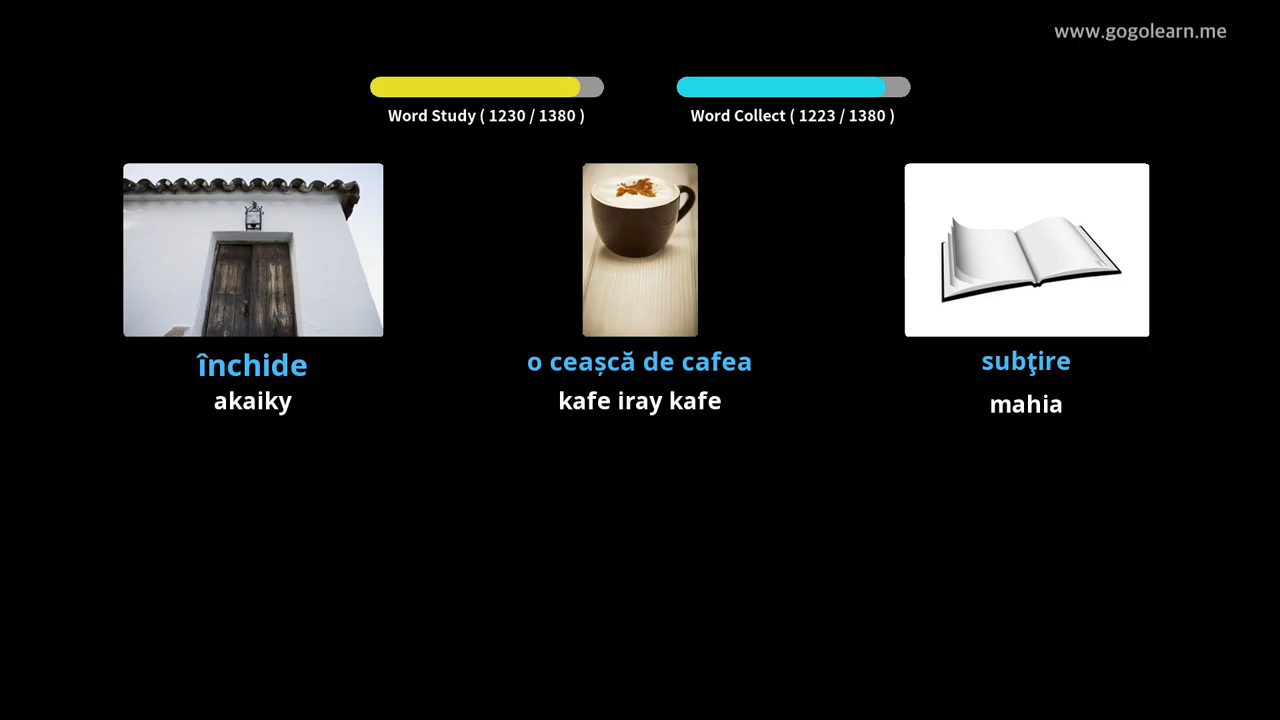 www.gogolearn.me
Word Study ( 1230 / 1380 )
Word Collect ( 1223 / 1380 )
închide
akaiky
o ceașcă de cafea
kafe iray kafe
subţire
mahia